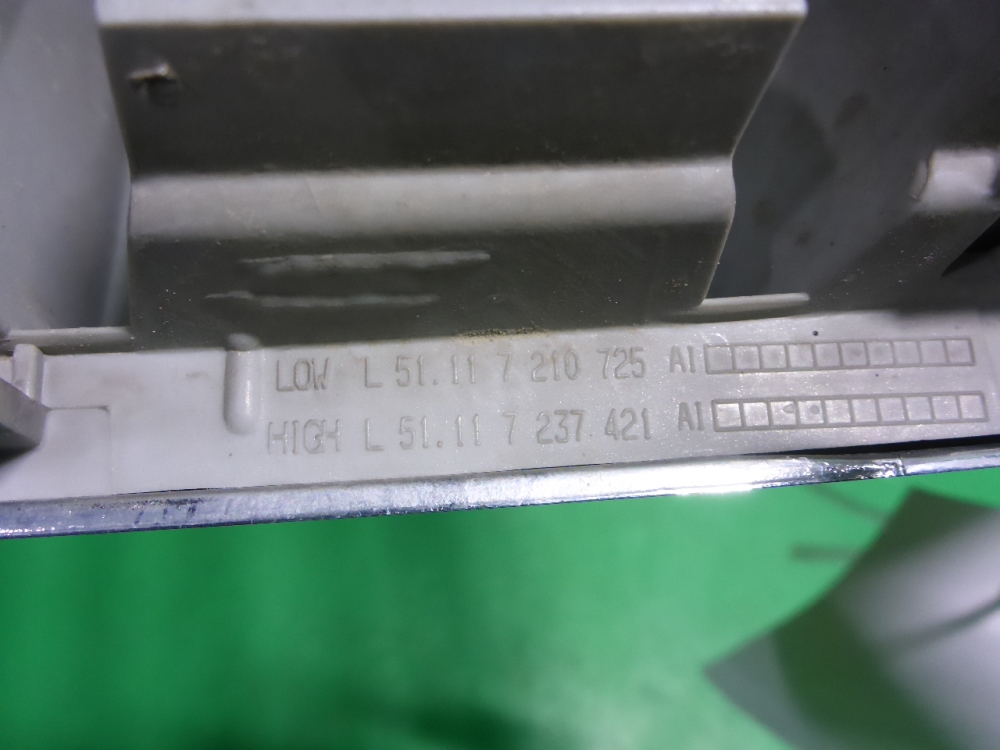 LOW L 51.11 7 210 725 AI
HIGH L 51.11 7 237 421 AI